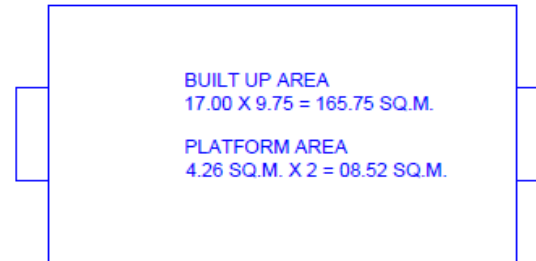 BUILT UP AREA
17.00 X 9.75 = 165.75 SQ.M.
PLATFORM AREA
4.26 SQ.M. X 2 = 08.52 SQ.M.